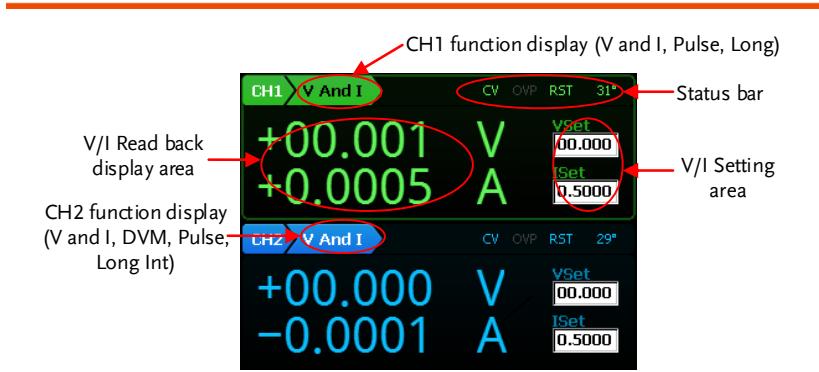 CH1 function display (V and I, Pulse, Long)
CH1 V And I CV OVP RST 31°
Status bar
+00.001 V
VSet
00.000
V/I Read back
display area
+0.0005 A
ISet
0.5000
V/I Setting
area
CH2 function display
(V and I, DVM, Pulse,
Long Int)
CH2 V And I CV OVP RST 29°
+00.000 V
VSet
00.000
-0.0001 A
ISet
0.5000